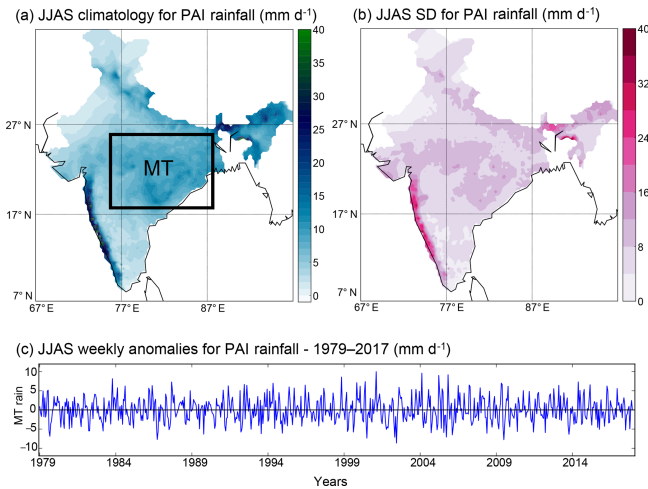 (a) JJAS climatology for PAI rainfall (mm d⁻¹)
(b) JJAS SD for PAI rainfall (mm d⁻¹)
40
35
30
25
20
15
10
5
0
27° N
17° N
7° N
67° E
77° E
87° E
MT
40
32
24
16
8
0
27° N
17° N
7° N
67° E
77° E
87° E
(c) JJAS weekly anomalies for PAI rainfall - 1979–2017 (mm d⁻¹)
MT rain
10
5
0
−5
−10
1979
1984
1989
1994
1999
2004
2009
2014
Years